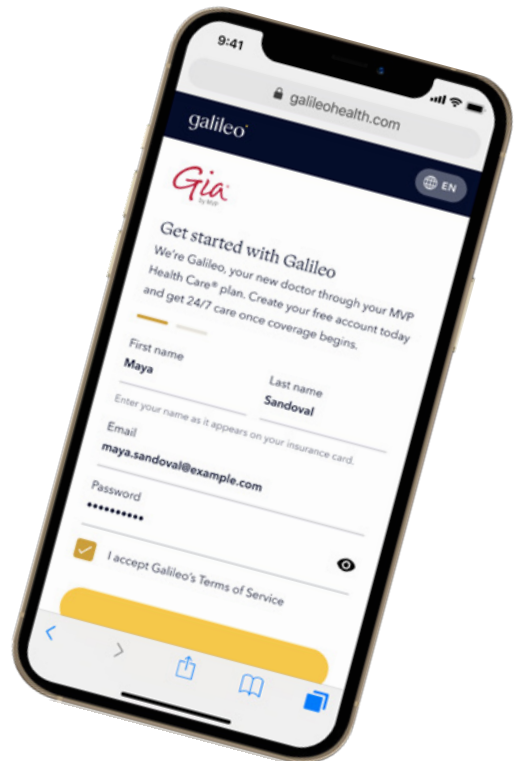 9:41
galileohealth.com
galileo
EN
Gia
by MVP
Get started with Galileo
We're Galileo, your new doctor through your MVP
Health Care® plan. Create your free account today
and get 24/7 care once coverage begins.
First name
Last name
Maya
Sandoval
Enter your name as it appears on your insurance card.
Email
maya.sandoval@example.com
Password
••••••••••
I accept Galileo's Terms of Service